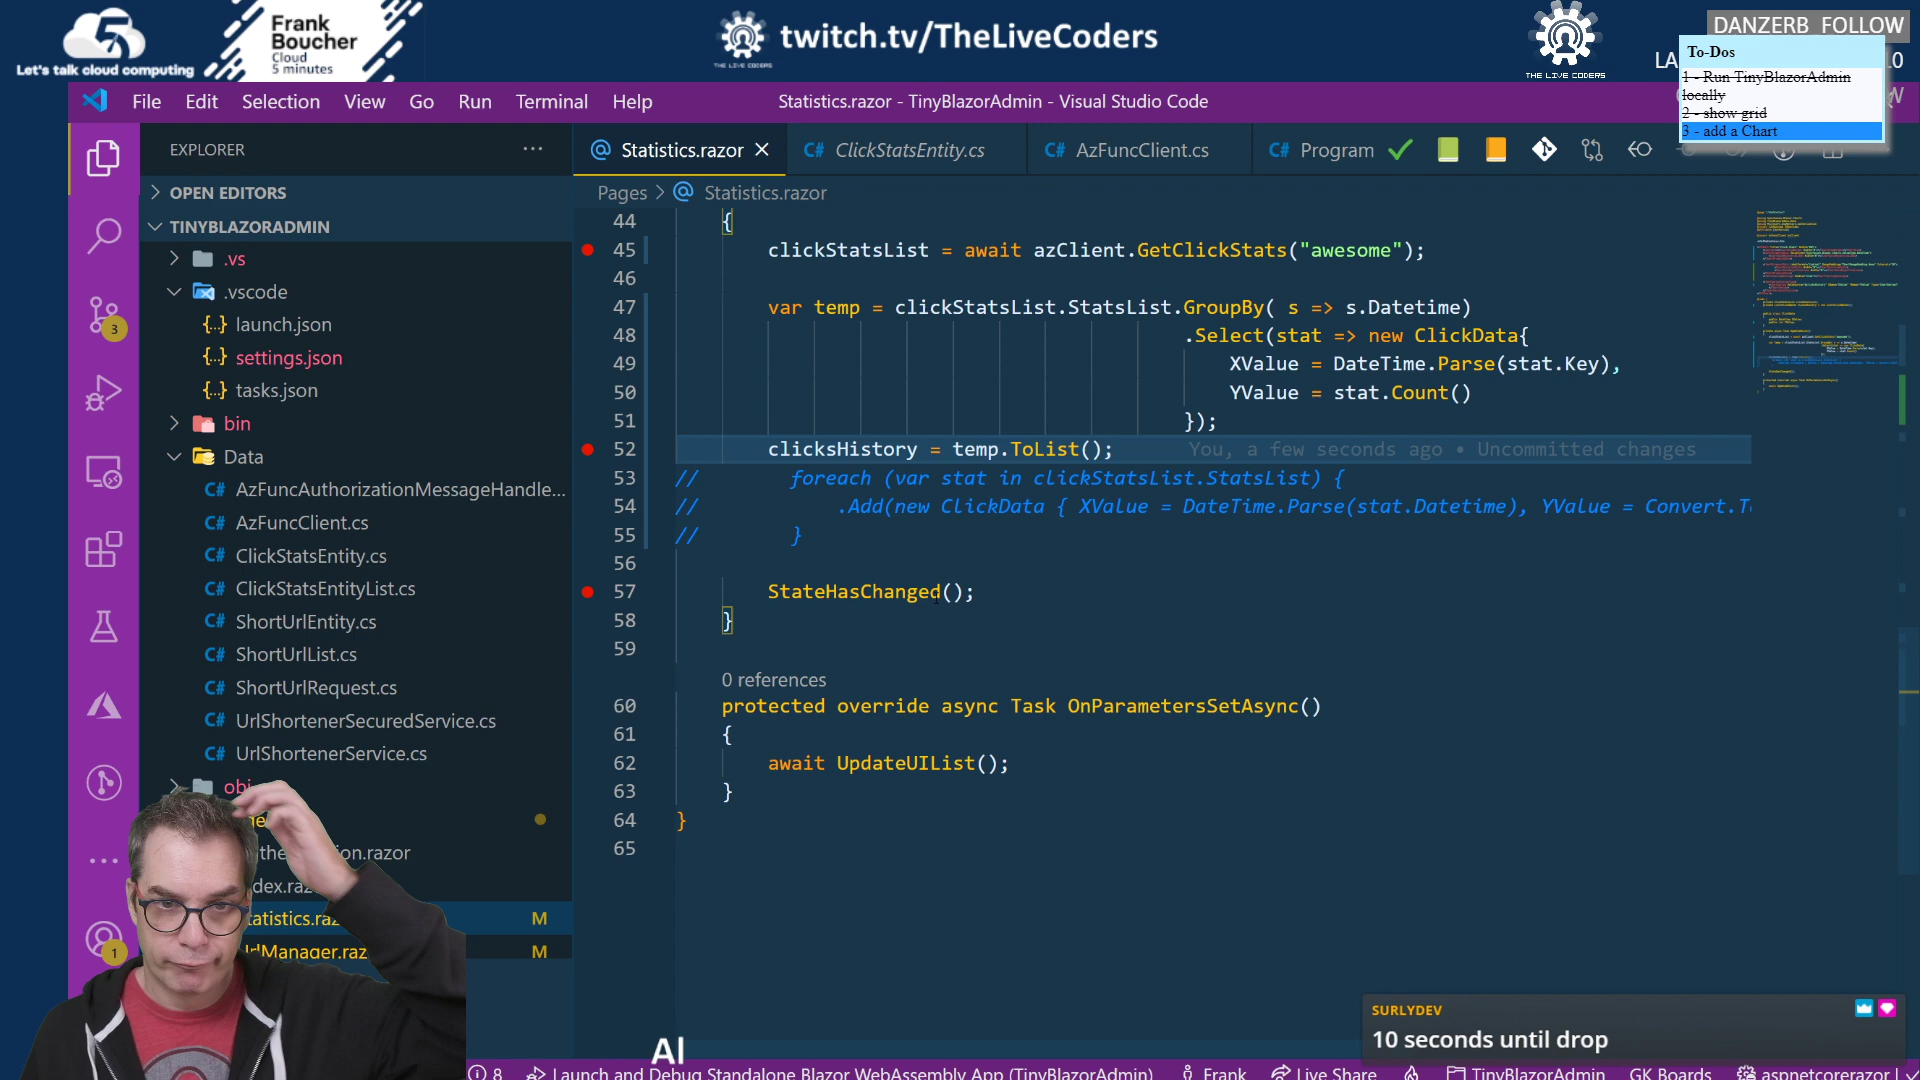 Let's talk cloud computing
Frank
Boucher
Cloud
5 minutes
THE LIVE CODERS
twitch.tv/TheLiveCoders
THE LIVE CODERS
DANZERB FOLLOW
To-Dos
1 - Run TinyBlazorAdmin
locally
2 - show grid
3 - add a Chart
File Edit Selection View Go Run Terminal Help
Statistics.razor - TinyBlazorAdmin - Visual Studio Code
EXPLORER
Statistics.razor
C# ClickStatsEntity.cs
C# AzFuncClient.cs
C# Program
OPEN EDITORS
TINYBLAZORADMIN
.vs
.vscode
{..} launch.json
{..} settings.json
{..} tasks.json
bin
Data
C# AzFuncAuthorizationMessageHandle...
C# AzFuncClient.cs
C# ClickStatsEntity.cs
C# ClickStatsEntityList.cs
C# ShortUrlEntity.cs
C# ShortUrlList.cs
C# ShortUrlRequest.cs
C# UrlShortenerSecuredService.cs
C# UrlShortenerService.cs
obj
M
M
3
1
Pages > Statistics.razor
44 {
45 clickStatsList = await azClient.GetClickStats("awesome");
46
47 var temp = clickStatsList.StatsList.GroupBy( s => s.Datetime)
48 .Select(stat => new ClickData{
49 XValue = DateTime.Parse(stat.Key),
50 YValue = stat.Count()
51 });
52 clicksHistory = temp.ToList(); You, a few seconds ago • Uncommitted changes
53 // foreach (var stat in clickStatsList.StatsList) {
54 // .Add(new ClickData { XValue = DateTime.Parse(stat.Datetime), YValue = Convert.T
55 // }
56
57 StateHasChanged();
58 }
59
0 references
60 protected override async Task OnParametersSetAsync()
61 {
62 await UpdateUIList();
63 }
64 }
65
SURLYDEV
10 seconds until drop
AI
8 Launch and Debug Standalone Blazor WebAssembly App (TinyBlazorAdmin) Frank Live Share TinyBlazorAdmin GK Boards aspnetcorerazor